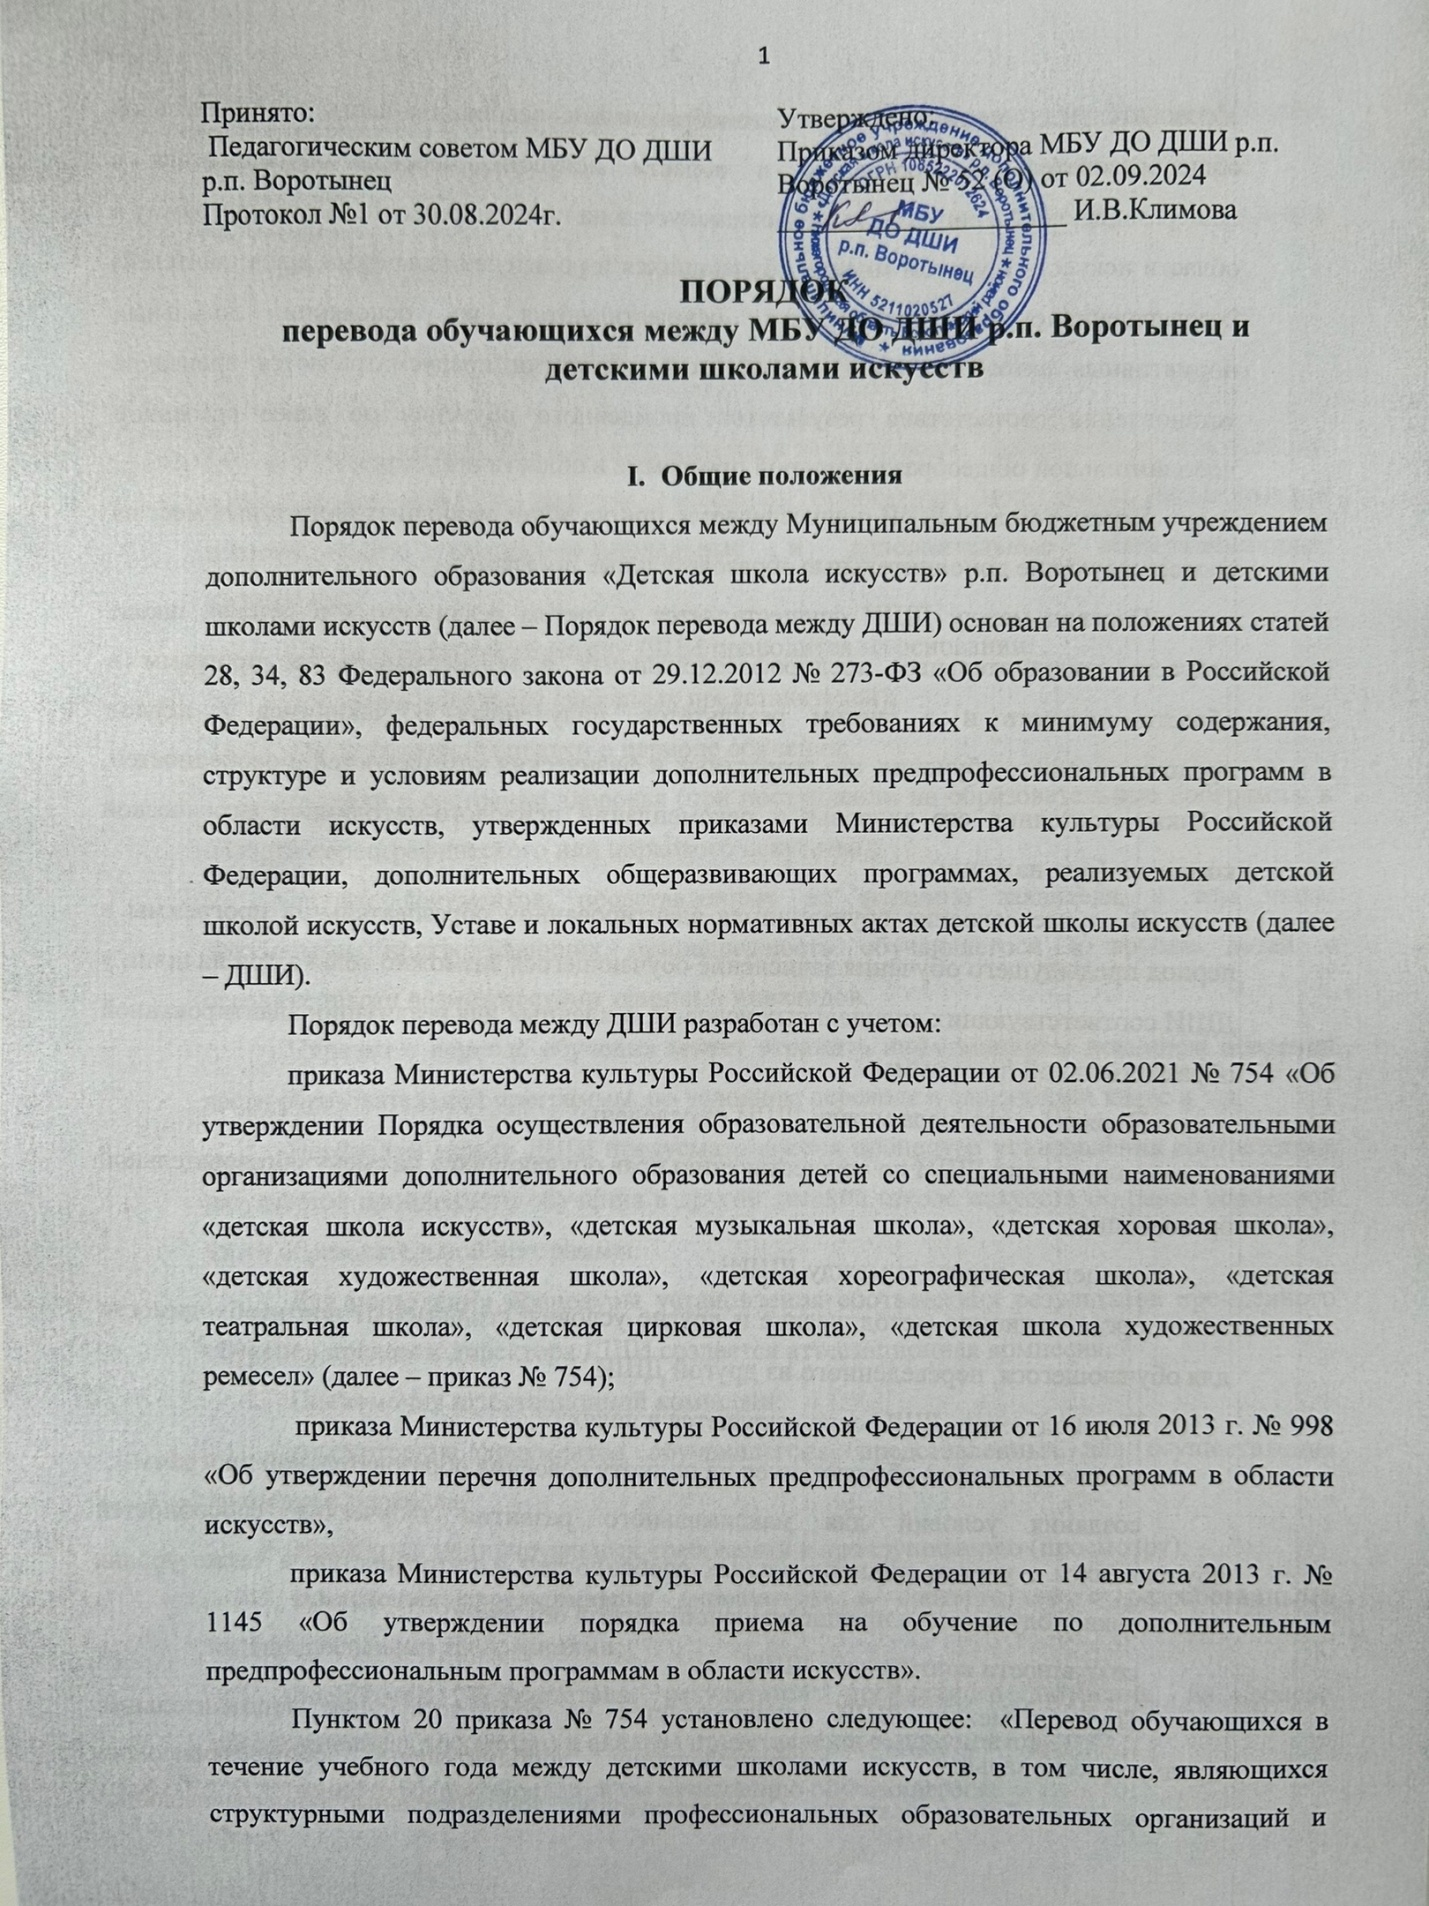 1
Принято:
Педагогическим советом МБУ ДО ДШИ
р.п. Воротынец
Протокол №1 от 30.08.2024г.
Утверждено:
Приказом директора МБУ ДО ДШИ р.п.
Воротынец № 52 (О) от 02.09.2024
И.В.Климова
МБУ
ДО ДШИ
р.п. Воротынец
ИНН 5211020527
ПОРЯДОК
перевода обучающихся между МБУ ДО ДШИ р.п. Воротынец и
детскими школами искусств
I. Общие положения
Порядок перевода обучающихся между Муниципальным бюджетным учреждением
дополнительного образования «Детская школа искусств» р.п. Воротынец и детскими
школами искусств (далее – Порядок перевода между ДШИ) основан на положениях статей
28, 34, 83 Федерального закона от 29.12.2012 № 273-ФЗ «Об образовании в Российской
Федерации», федеральных государственных требованиях к минимуму содержания,
структуре и условиям реализации дополнительных предпрофессиональных программ в
области искусств, утвержденных приказами Министерства культуры Российской
Федерации, дополнительных общеразвивающих программах, реализуемых детской
школой искусств, Уставе и локальных нормативных актах детской школы искусств (далее
– ДШИ).
Порядок перевода между ДШИ разработан с учетом:
приказа Министерства культуры Российской Федерации от 02.06.2021 № 754 «Об
утверждении Порядка осуществления образовательной деятельности образовательными
организациями дополнительного образования детей со специальными наименованиями
«детская школа искусств», «детская музыкальная школа», «детская хоровая школа»,
«детская художественная школа», «детская хореографическая школа», «детская
театральная школа», «детская цирковая школа», «детская школа художественных
ремесел» (далее – приказ № 754);
приказа Министерства культуры Российской Федерации от 16 июля 2013 г. № 998
«Об утверждении перечня дополнительных предпрофессиональных программ в области
искусств»,
приказа Министерства культуры Российской Федерации от 14 августа 2013 г. №
1145 «Об утверждении порядка приема на обучение по дополнительным
предпрофессиональным программам в области искусств».
Пунктом 20 приказа № 754 установлено следующее: «Перевод обучающихся в
течение учебного года между детскими школами искусств, в том числе, являющихся
структурными подразделениями профессиональных образовательных организаций и